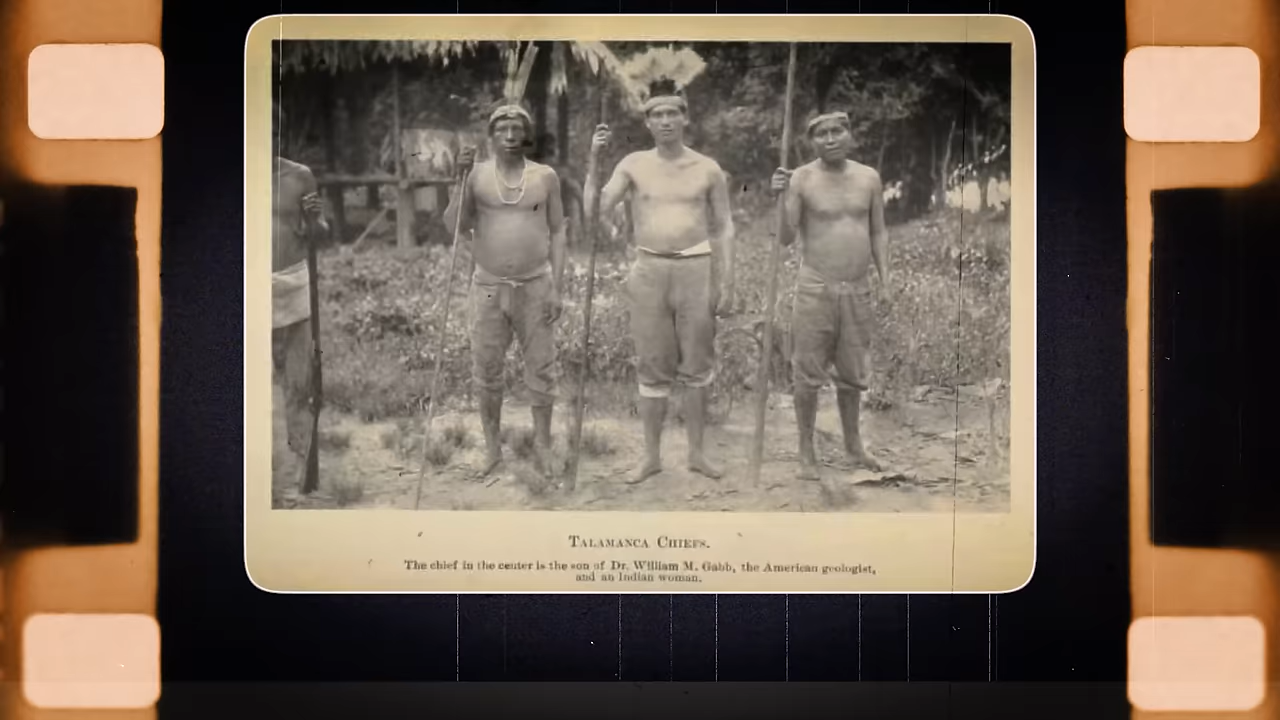 Talamanca Chiefs.
The chief in the center is the son of Dr. William M. Gabb, the American geologist,
and an Indian woman.